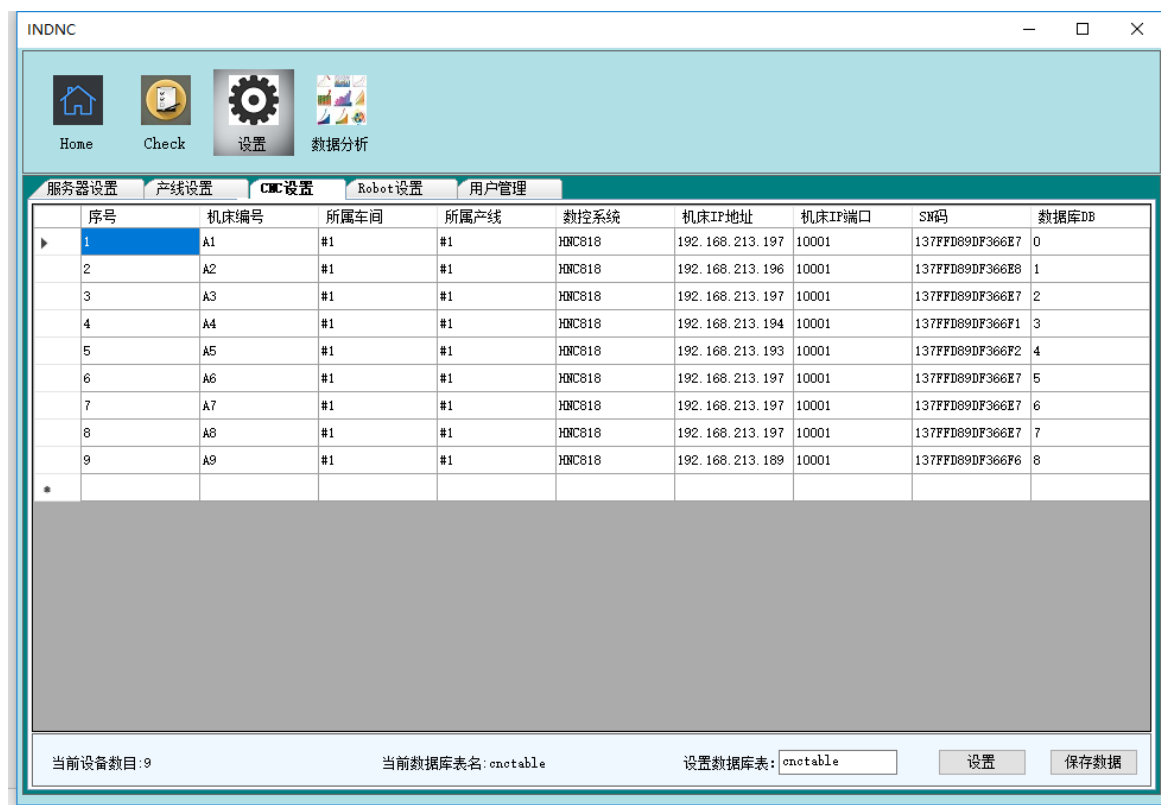 INDNC
Home Check 设置 数据分析
服务器设置 产线设置 CNC设置 Robot设置 用户管理
序号 机床编号 所属车间 所属产线 数控系统 机床IP地址 机床IP端口 SN码 数据库DB
1 A1 #1 #1 HNC818 192.168.213.197 10001 137FFD89DF366E7 0
2 A2 #1 #1 HNC818 192.168.213.196 10001 137FFD89DF366E8 1
3 A3 #1 #1 HNC818 192.168.213.197 10001 137FFD89DF366E7 2
4 A4 #1 #1 HNC818 192.168.213.194 10001 137FFD89DF366F1 3
5 A5 #1 #1 HNC818 192.168.213.193 10001 137FFD89DF366F2 4
6 A6 #1 #1 HNC818 192.168.213.197 10001 137FFD89DF366E7 5
7 A7 #1 #1 HNC818 192.168.213.197 10001 137FFD89DF366E7 6
8 A8 #1 #1 HNC818 192.168.213.197 10001 137FFD89DF366E7 7
9 A9 #1 #1 HNC818 192.168.213.189 10001 137FFD89DF366F6 8
当前设备数目:9 当前数据库表名:cnctable 设置数据库表: cnctable 设置 保存数据